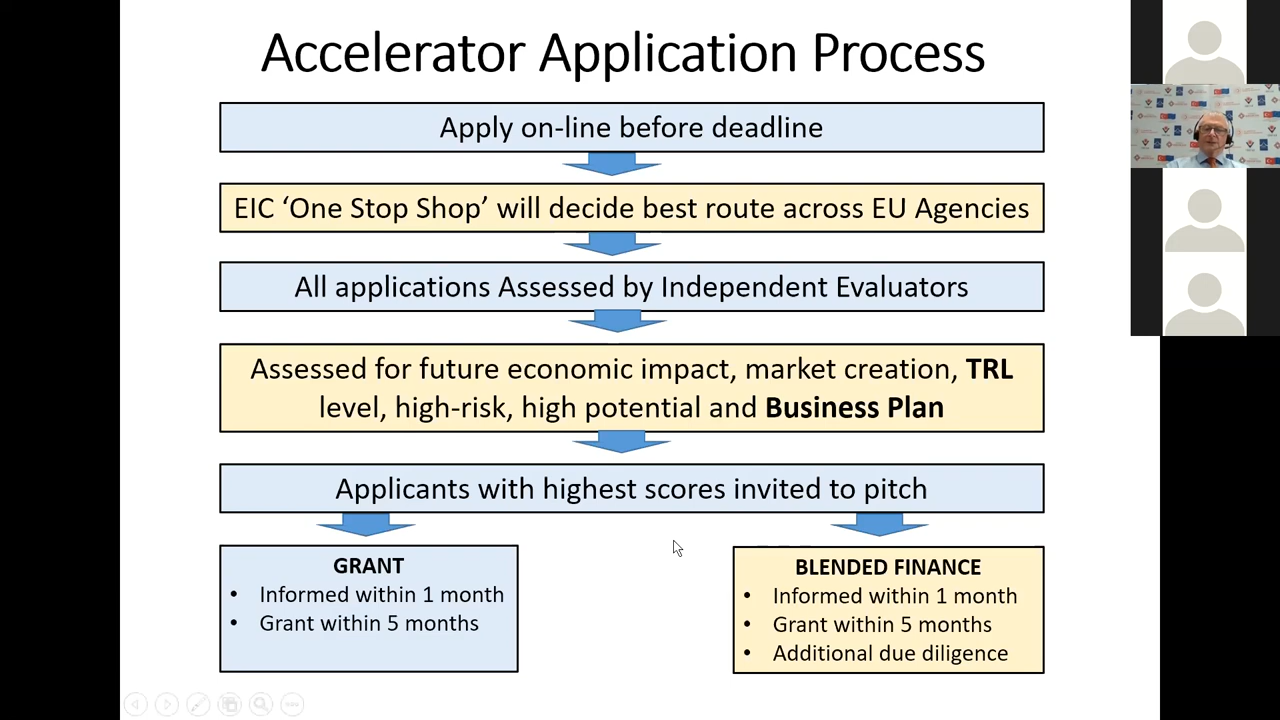 Accelerator Application Process
Apply on-line before deadline
EIC ‘One Stop Shop’ will decide best route across EU Agencies
All applications Assessed by Independent Evaluators
Assessed for future economic impact, market creation, TRL
level, high-risk, high potential and Business Plan
Applicants with highest scores invited to pitch
GRANT
• Informed within 1 month
• Grant within 5 months
BLENDED FINANCE
• Informed within 1 month
• Grant within 5 months
• Additional due diligence